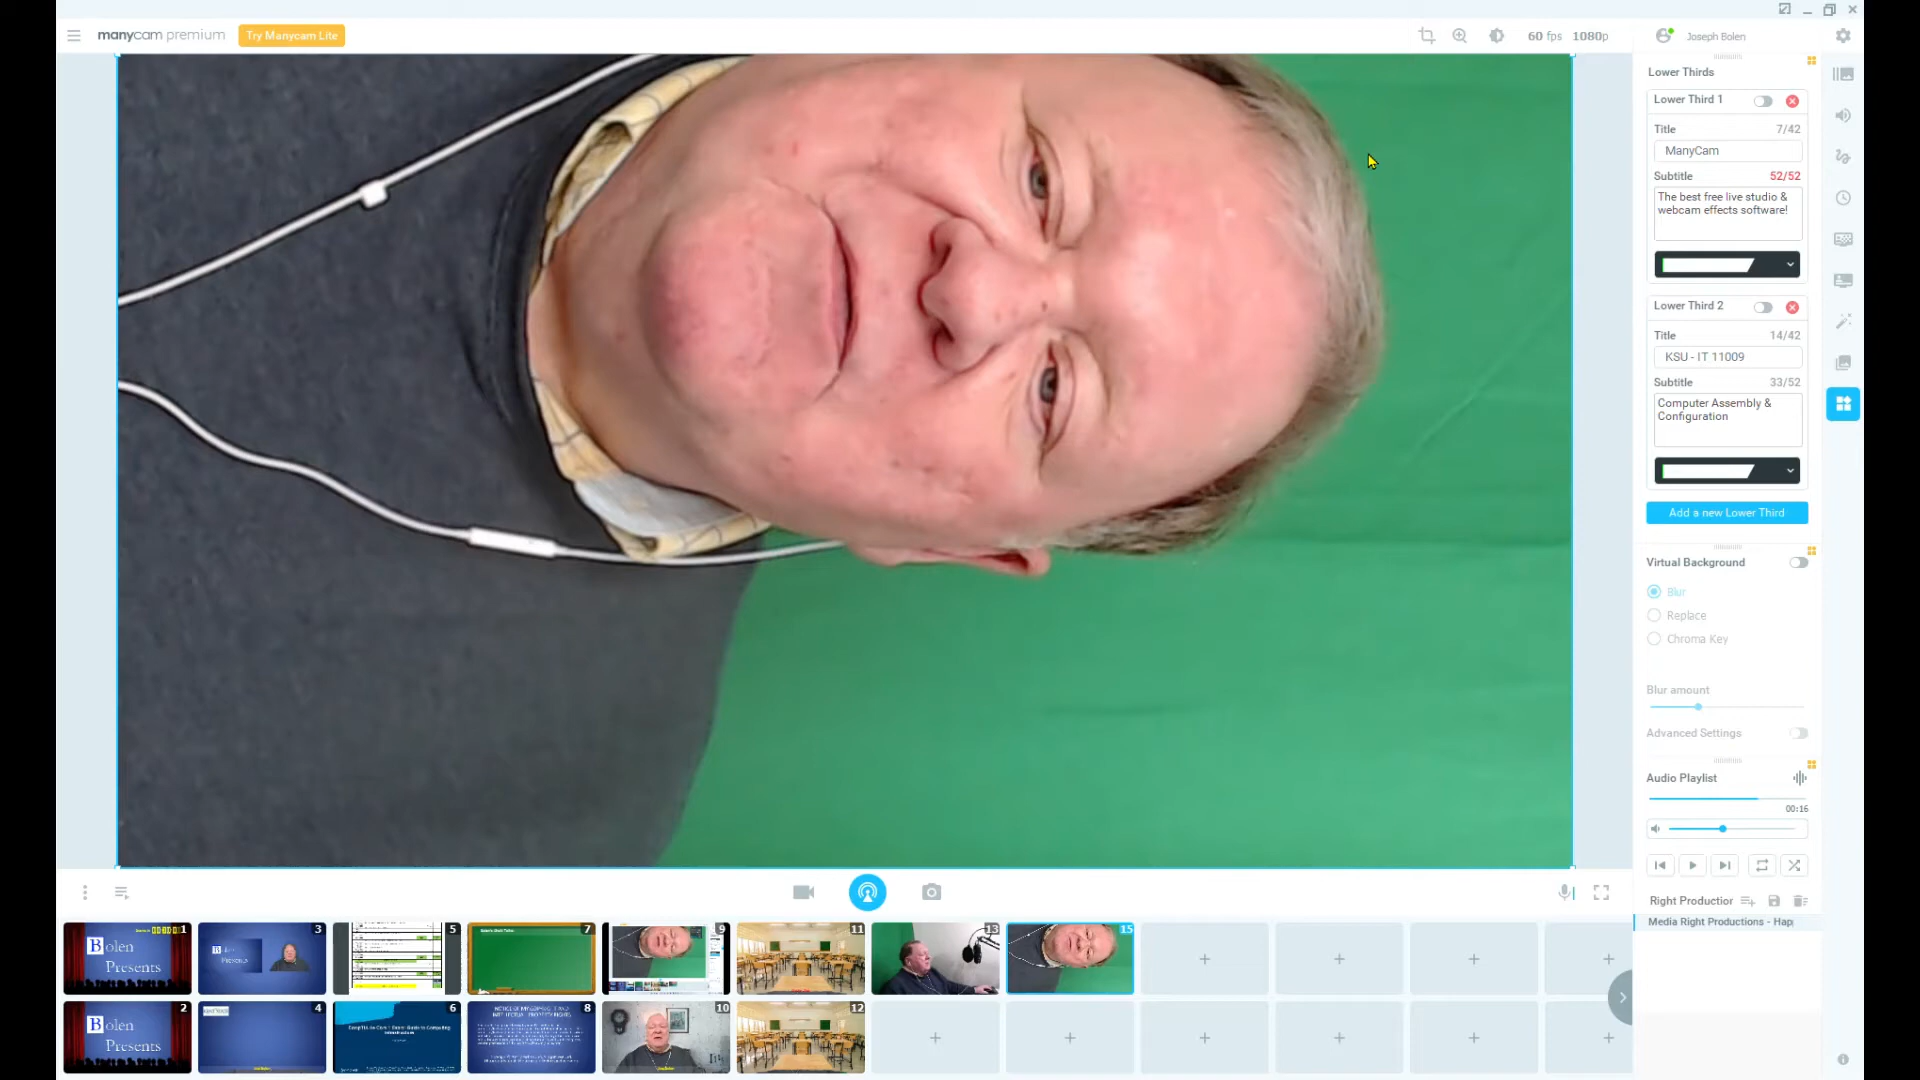 manycam premium
Try Manycam Lite
60 fps
1080p
Joseph Bolen
Lower Thirds
Lower Third 1
Title
7/42
ManyCam
Subtitle
52/52
The best free live studio &
webcam effects software!
Lower Third 2
Title
14/42
KSU - IT 11009
Subtitle
33/52
Computer Assembly &
Configuration
Add a new Lower Third
Virtual Background
Blur
Replace
Chroma Key
Blur amount
Advanced Settings
Audio Playlist
00:16
Right Production
Media Right Productions - Hap
1
Bolen
Presents
3
5
7
9
11
13
15
2
Bolen
Presents
4
6
8
10
12